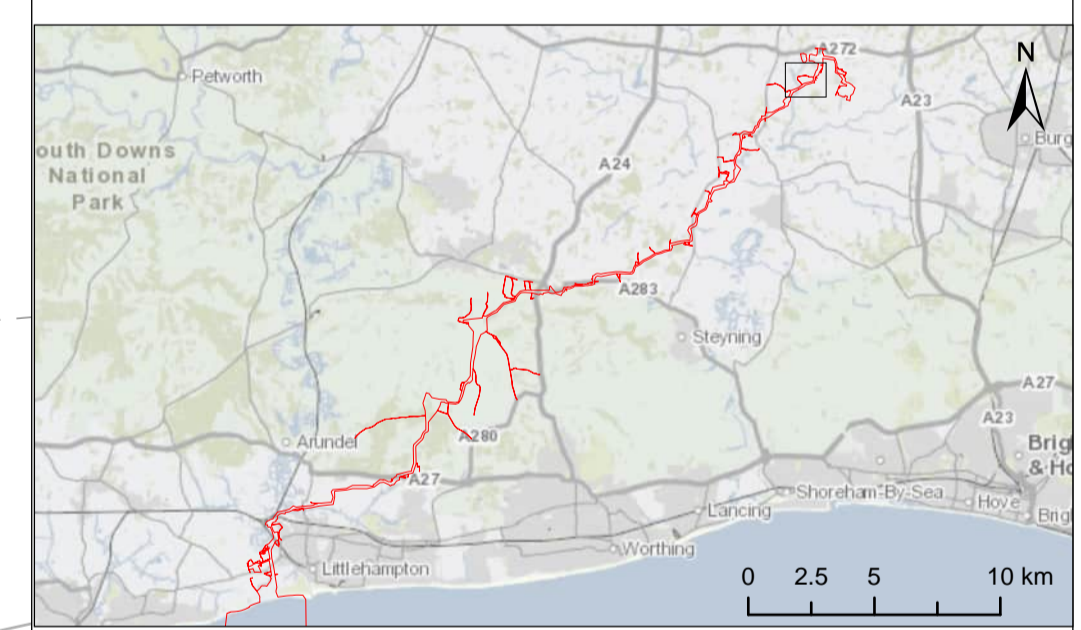 A272
N
Petworth
A23
Burg
outh Downs
National
Park
A24
A283
Steyning
A27
A23
Arundel
A280
Brig
& Ho
A27
Shoreham-By-Sea
Hove
Brig
Lancing
Worthing
Littlehampton
0 2.5 5 10 km